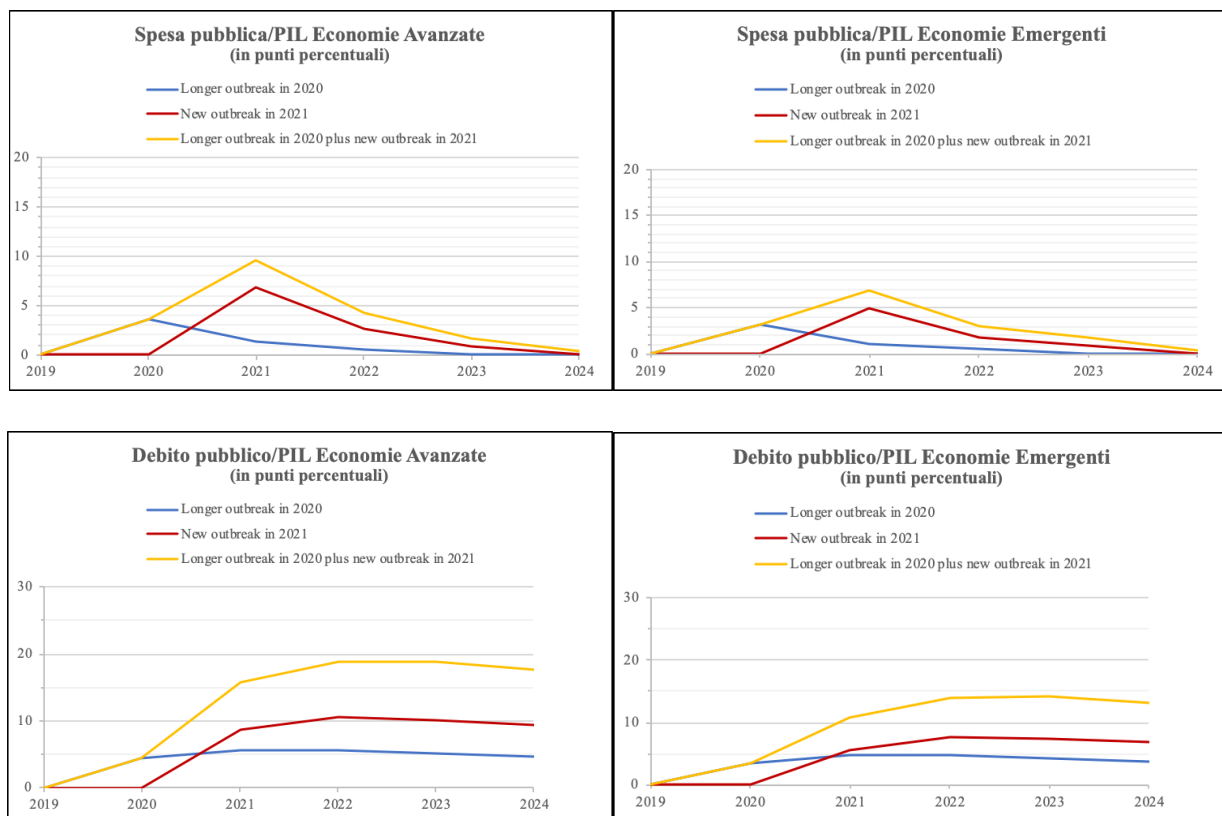 Spesa pubblica/PIL Economie Avanzate
(in punti percentuali)
Longer outbreak in 2020
New outbreak in 2021
Longer outbreak in 2020 plus new outbreak in 2021
20
15
10
5
0
2019 2020 2021 2022 2023 2024
Spesa pubblica/PIL Economie Emergenti
(in punti percentuali)
Longer outbreak in 2020
New outbreak in 2021
Longer outbreak in 2020 plus new outbreak in 2021
20
15
10
5
0
2019 2020 2021 2022 2023 2024
Debito pubblico/PIL Economie Avanzate
(in punti percentuali)
Longer outbreak in 2020
New outbreak in 2021
Longer outbreak in 2020 plus new outbreak in 2021
30
20
10
0
2019 2020 2021 2022 2023 2024
Debito pubblico/PIL Economie Emergenti
(in punti percentuali)
Longer outbreak in 2020
New outbreak in 2021
Longer outbreak in 2020 plus new outbreak in 2021
30
20
10
0
2019 2020 2021 2022 2023 2024